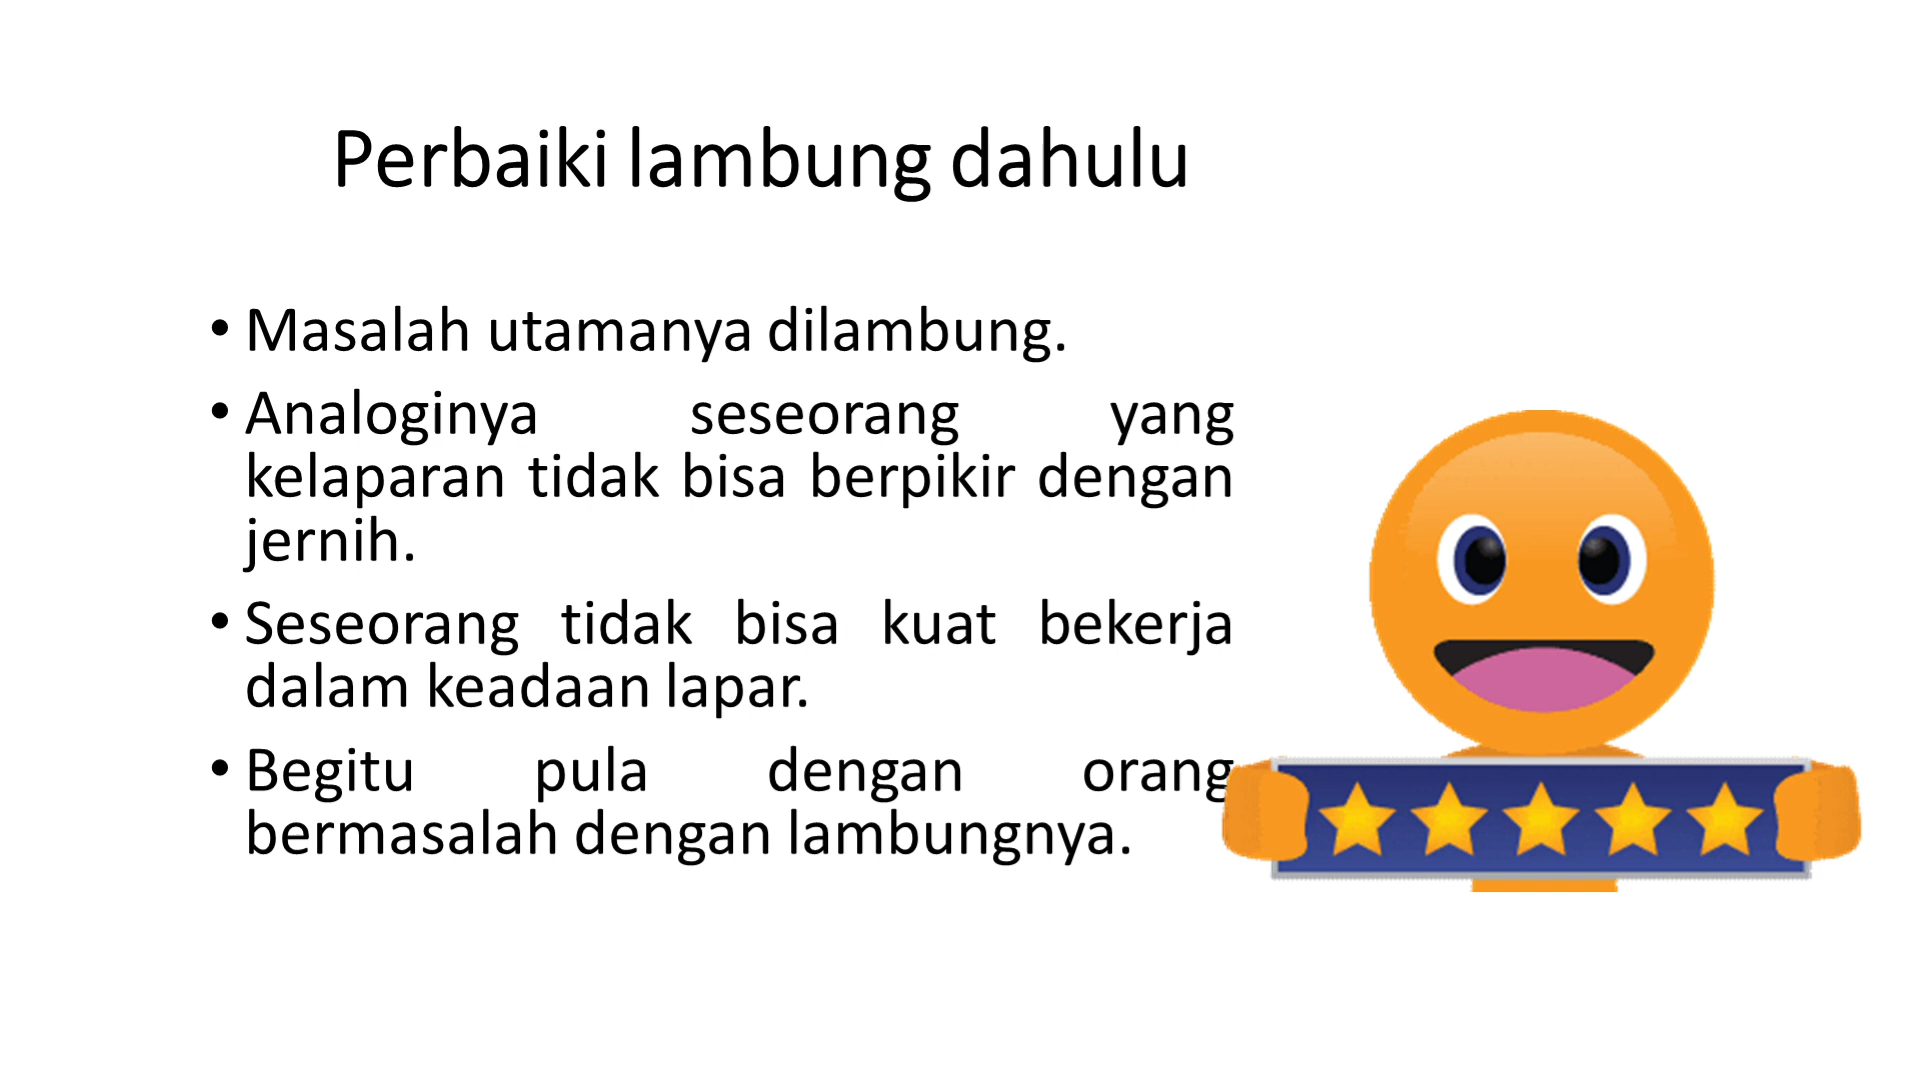 Perbaiki lambung dahulu
• Masalah utamanya dilambung.
• Analoginya seseorang yang
kelaparan tidak bisa berpikir dengan
jernih.
• Seseorang tidak bisa kuat bekerja
dalam keadaan lapar.
• Begitu pula dengan orang
bermasalah dengan lambungnya.